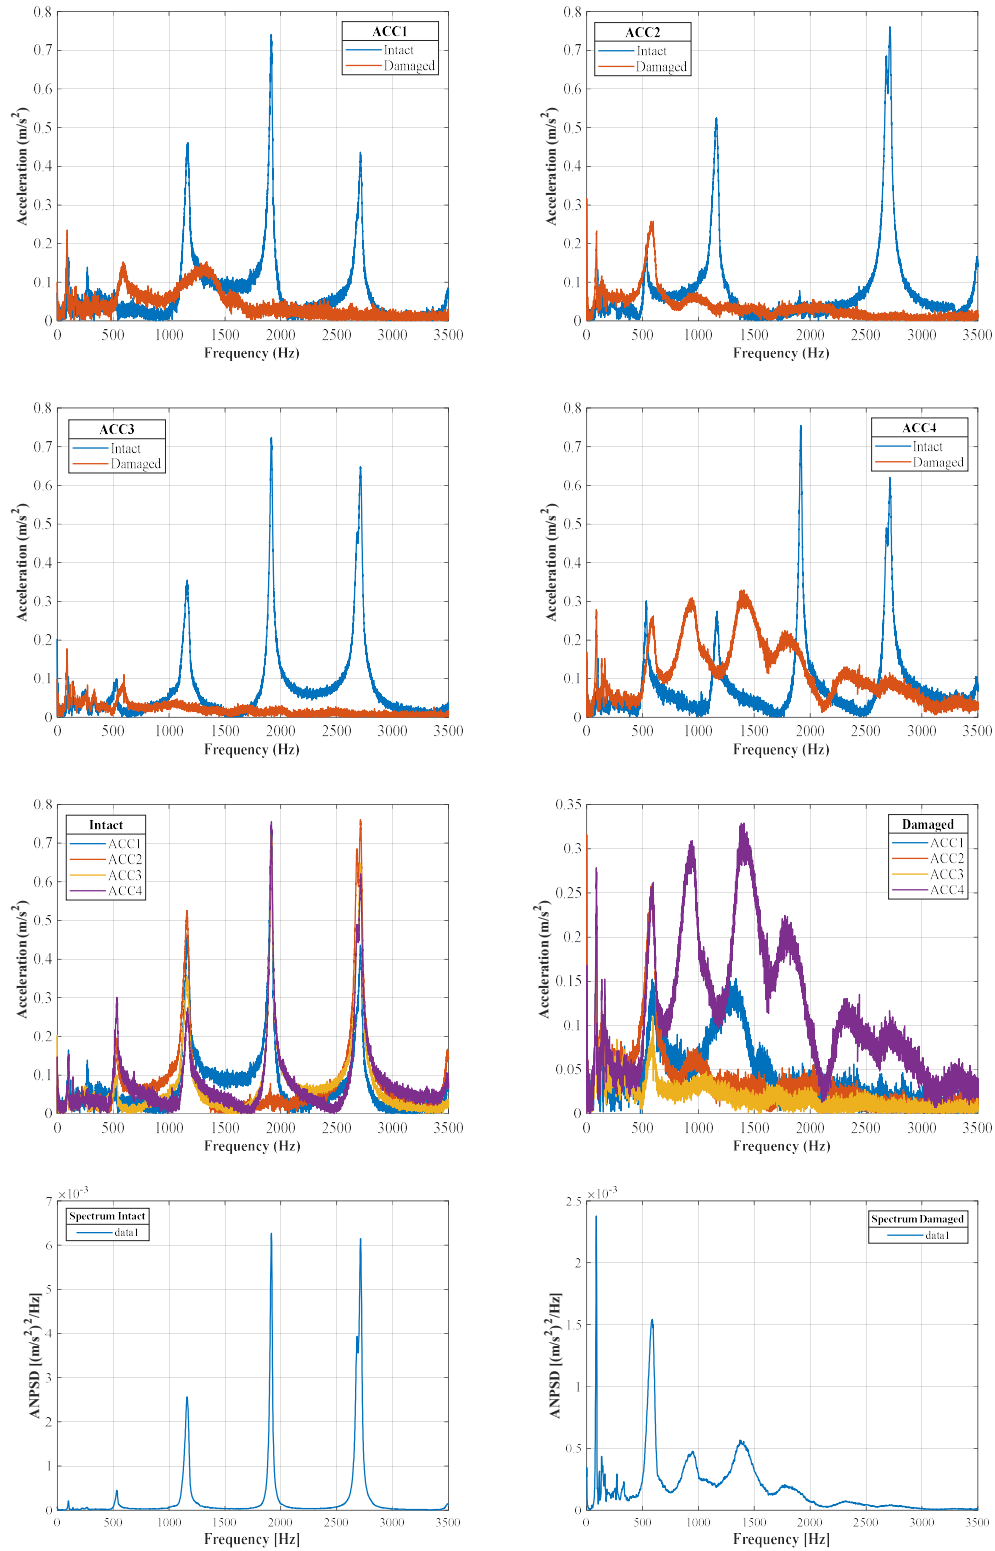 ACC1
Intact
Damaged
Acceleration (m/s²)
0.8
0.7
0.6
0.5
0.4
0.3
0.2
0.1
0
0 500 1000 1500 2000 2500 3000 3500
Frequency (Hz)
ACC2
Intact
Damaged
Acceleration (m/s²)
0.8
0.7
0.6
0.5
0.4
0.3
0.2
0.1
0
0 500 1000 1500 2000 2500 3000 3500
Frequency (Hz)
ACC3
Intact
Damaged
Acceleration (m/s²)
0.8
0.7
0.6
0.5
0.4
0.3
0.2
0.1
0
0 500 1000 1500 2000 2500 3000 3500
Frequency (Hz)
ACC4
Intact
Damaged
Acceleration (m/s²)
0.8
0.7
0.6
0.5
0.4
0.3
0.2
0.1
0
0 500 1000 1500 2000 2500 3000 3500
Frequency (Hz)
Intact
ACC1
ACC2
ACC3
ACC4
Acceleration (m/s²)
0.8
0.7
0.6
0.5
0.4
0.3
0.2
0.1
0
0 500 1000 1500 2000 2500 3000 3500
Frequency (Hz)
Damaged
ACC1
ACC2
ACC3
ACC4
Acceleration (m/s²)
0.35
0.3
0.25
0.2
0.15
0.1
0.05
0
0 500 1000 1500 2000 2500 3000 3500
Frequency (Hz)
×10⁻³
Spectrum Intact
data1
ANPSD [(m/s²)²/Hz]
7
6
5
4
3
2
1
0
0 500 1000 1500 2000 2500 3000 3500
Frequency [Hz]
×10⁻³
Spectrum Damaged
data1
ANPSD [(m/s²)²/Hz]
2.5
2
1.5
1
0.5
0
0 500 1000 1500 2000 2500 3000 3500
Frequency [Hz]